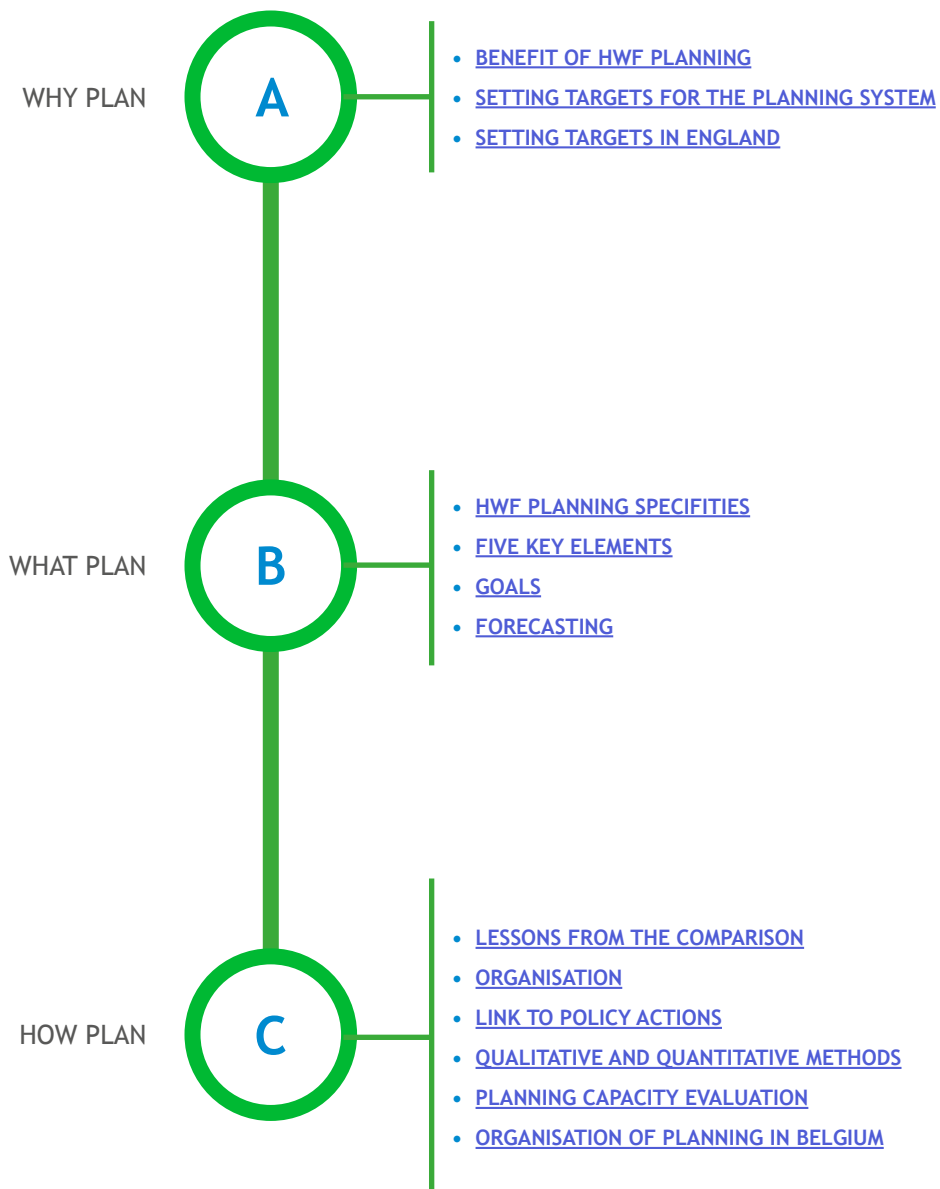 WHY PLAN
A
• BENEFIT OF HWF PLANNING
• SETTING TARGETS FOR THE PLANNING SYSTEM
• SETTING TARGETS IN ENGLAND
WHAT PLAN
B
• HWF PLANNING SPECIFITIES
• FIVE KEY ELEMENTS
• GOALS
• FORECASTING
HOW PLAN
C
• LESSONS FROM THE COMPARISON
• ORGANISATION
• LINK TO POLICY ACTIONS
• QUALITATIVE AND QUANTITATIVE METHODS
• PLANNING CAPACITY EVALUATION
• ORGANISATION OF PLANNING IN BELGIUM